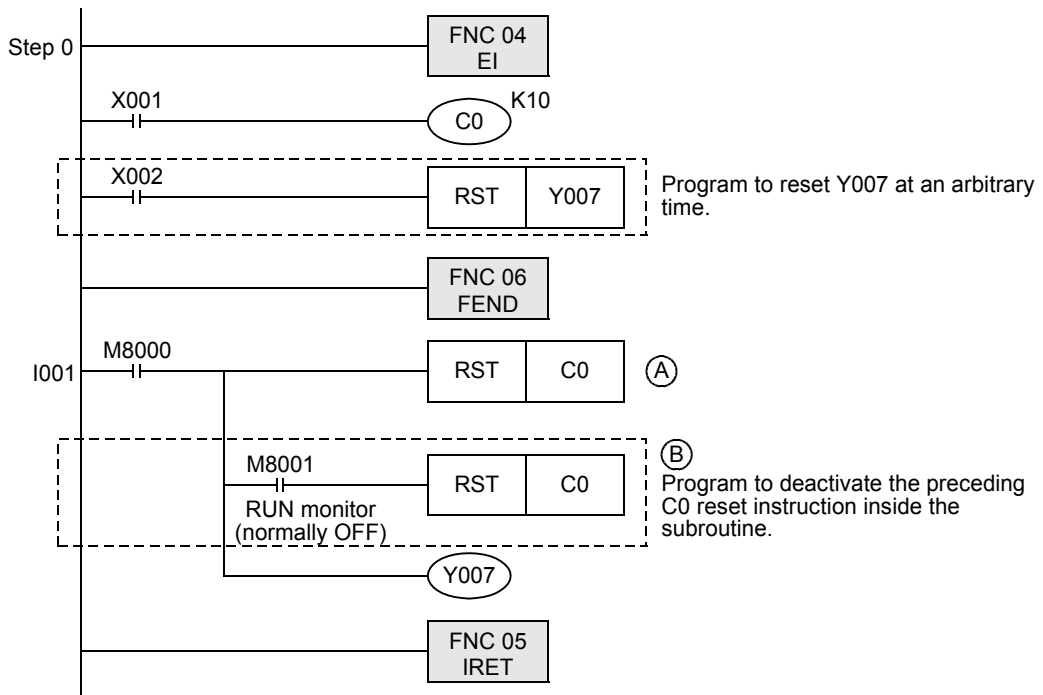 Step 0
FNC 04
EI
X001
C0
K10
X002
RST
Y007
Program to reset Y007 at an arbitrary
time.
FNC 06
FEND
I001
M8000
RST
C0
A
M8001
RUN monitor
(normally OFF)
RST
C0
B
Program to deactivate the preceding
C0 reset instruction inside the
subroutine.
Y007
FNC 05
IRET